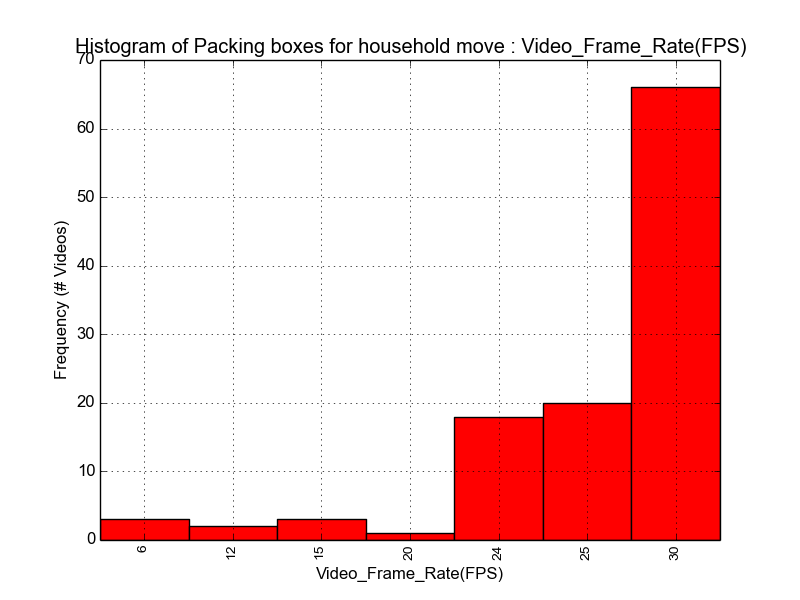 Histogram of Packing boxes for household move : Video_Frame_Rate(FPS)
70
60
50
40
30
20
10
0
Frequency (# Videos)
6 12 15 20 24 25 30
Video_Frame_Rate(FPS)